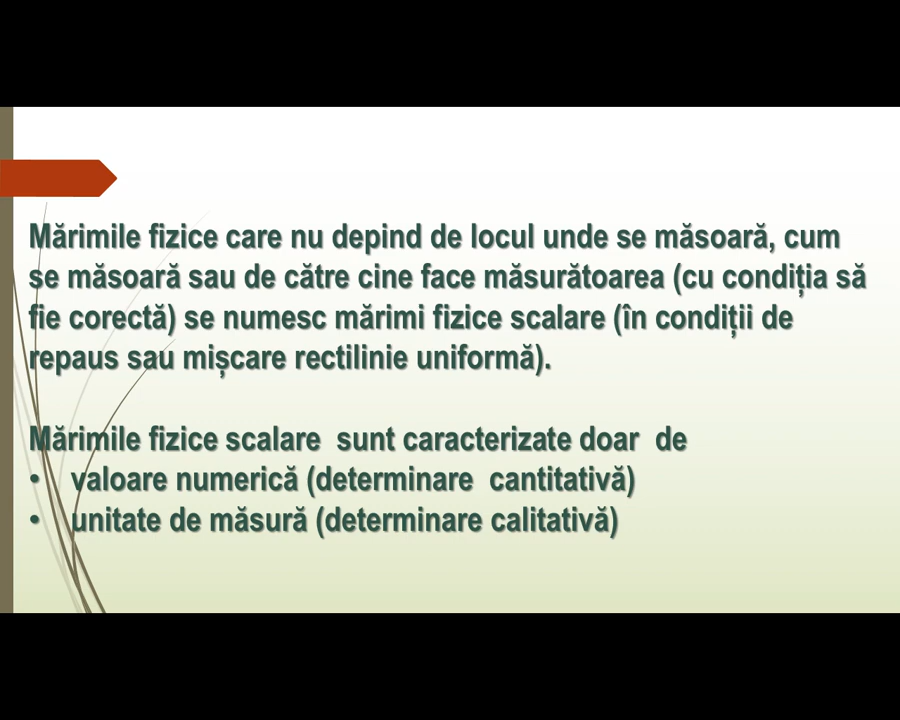 Mărimile fizice care nu depind de locul unde se măsoară, cum
se măsoară sau de către cine face măsurătoarea (cu condiția să
fie corectă) se numesc mărimi fizice scalare (în condiții de
repaus sau mișcare rectilinie uniformă).
Mărimile fizice scalare sunt caracterizate doar de
• valoare numerică (determinare cantitativă)
• unitate de măsură (determinare calitativă)